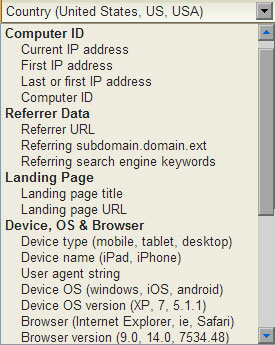 Country (United States, US, USA)
Computer ID
Current IP address
First IP address
Last or first IP address
Computer ID
Referrer Data
Referrer URL
Referring subdomain.domain.ext
Referring search engine keywords
Landing Page
Landing page title
Landing page URL
Device, OS & Browser
Device type (mobile, tablet, desktop)
Device name (iPad, iPhone)
User agent string
Device OS (windows, iOS, android)
Device OS version (XP, 7, 5.1.1)
Browser (Internet Explorer, ie, Safari)
Browser version (9.0, 14.0, 7534.48)